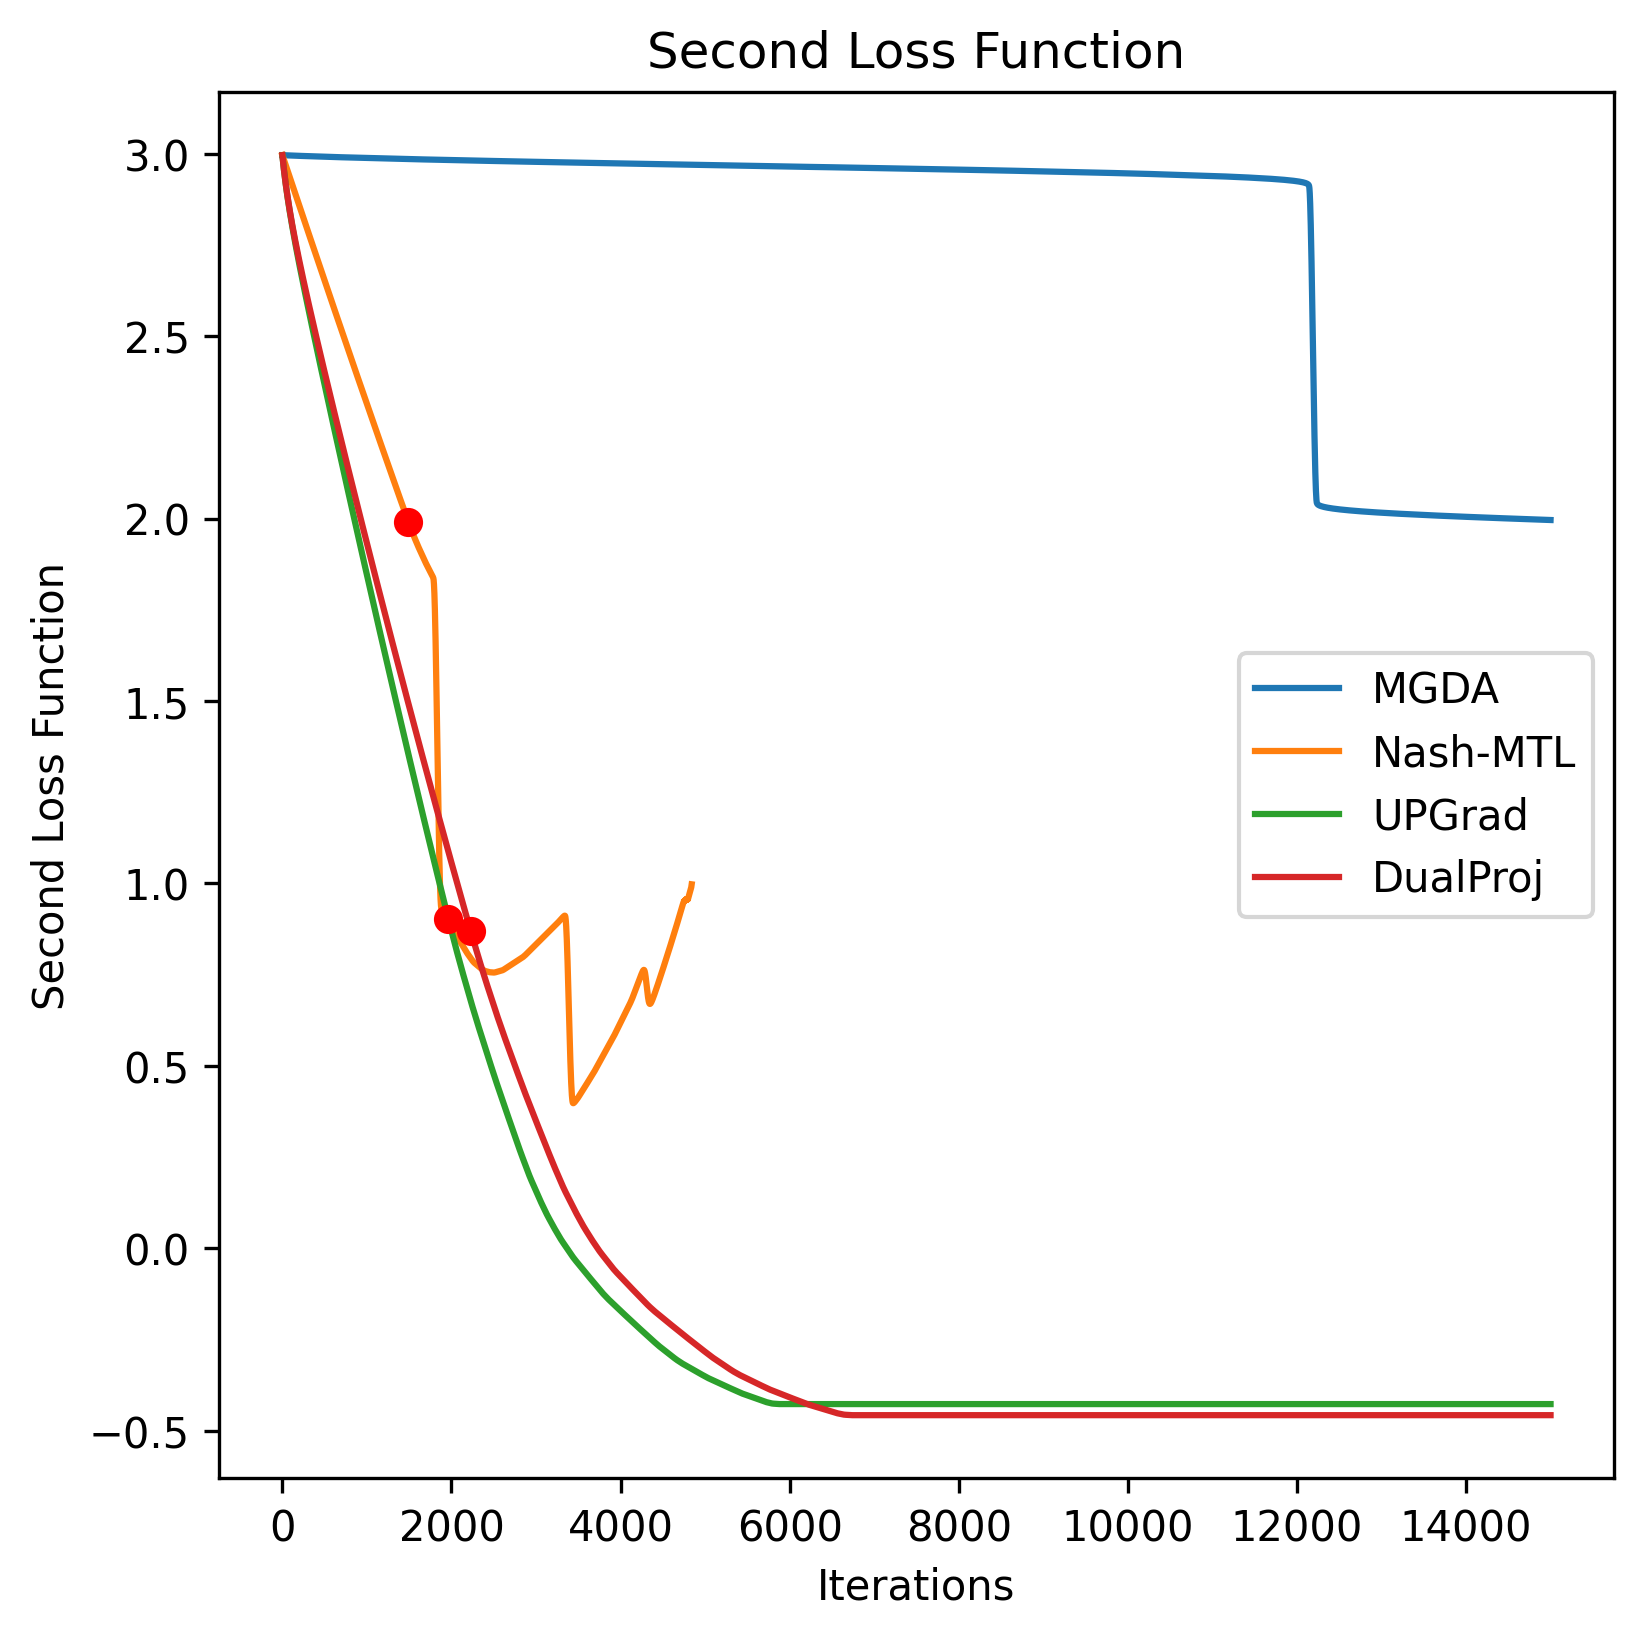 Second Loss Function
Second Loss Function
3.0
2.5
2.0
1.5
1.0
0.5
0.0
−0.5
MGDA
Nash-MTL
UPGrad
DualProj
0 2000 4000 6000 8000 10000 12000 14000
Iterations